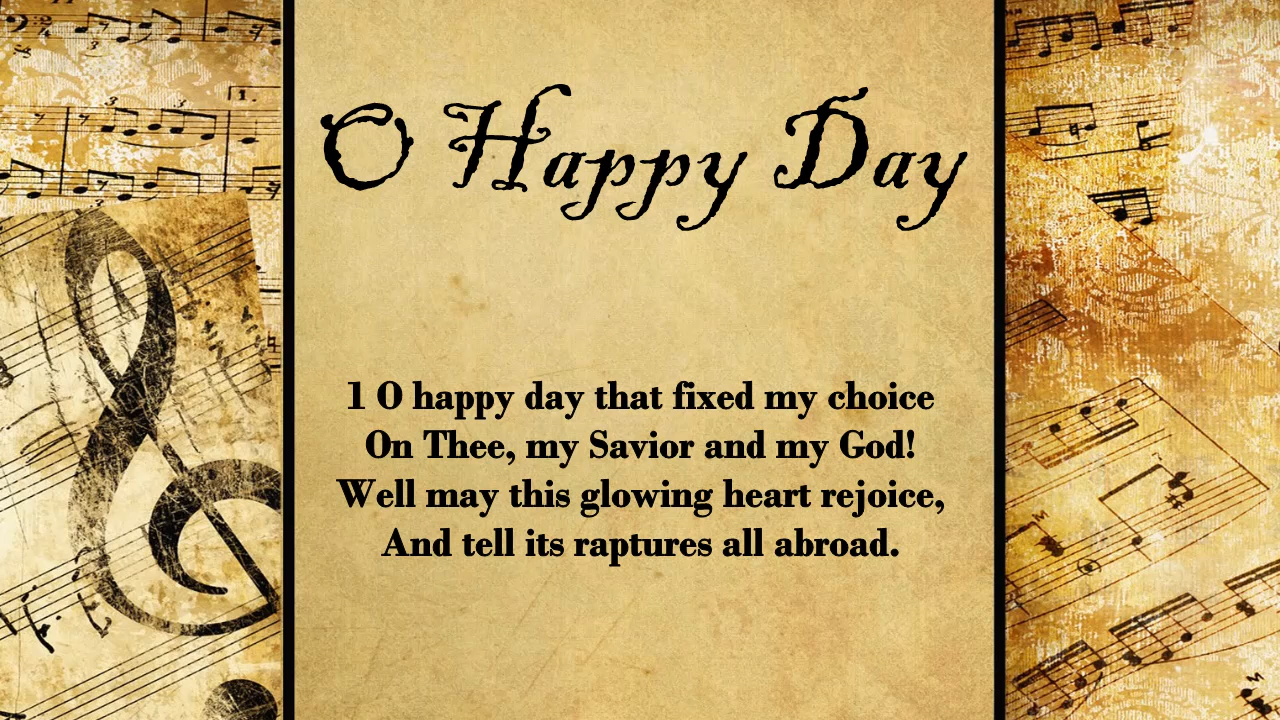 O Happy Day
1 O happy day that fixed my choice
On Thee, my Savior and my God!
Well may this glowing heart rejoice,
And tell its raptures all abroad.